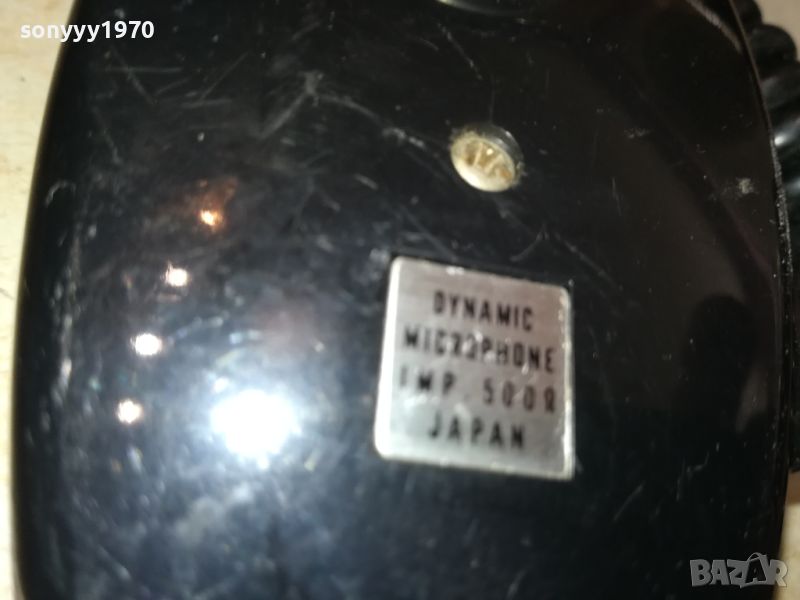 sonyyy1970
DYNAMIC
MICROPHONE
IMP. 500Ω
JAPAN
BAZAR